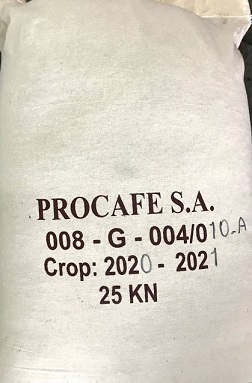 PROCAFE S.A.
008 - G - 004/010-A
Crop: 2020 - 2021
25 KN